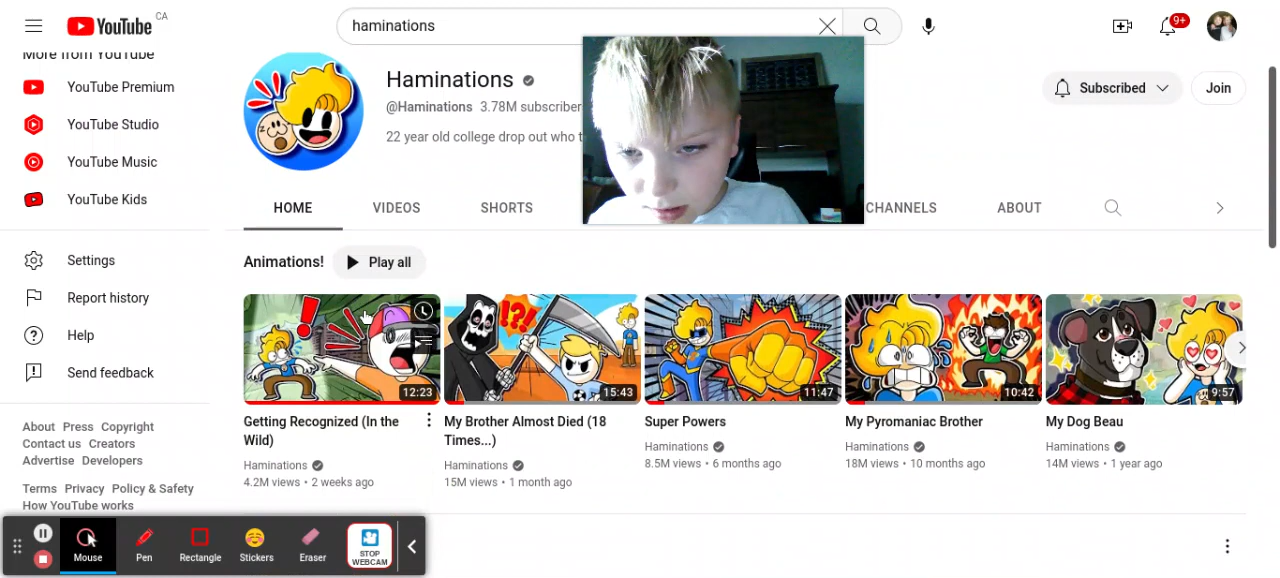 YouTube CA
haminations
9+
More from YouTube
YouTube Premium
YouTube Studio
YouTube Music
YouTube Kids
Settings
Report history
Help
Send feedback
About Press Copyright
Contact us Creators
Advertise Developers
Terms Privacy Policy & Safety
How YouTube works
Haminations
@Haminations 3.78M subscriber
22 year old college drop out who t
Subscribed
Join
HOME VIDEOS SHORTS CHANNELS ABOUT
Animations! Play all
!?!
12:23
15:43
11:47
10:42
9:57
Getting Recognized (In the
Wild)
Haminations
4.2M views • 2 weeks ago
My Brother Almost Died (18
Times...)
Haminations
15M views • 1 month ago
Super Powers
Haminations
8.5M views • 6 months ago
My Pyromaniac Brother
Haminations
18M views • 10 months ago
My Dog Beau
Haminations
14M views • 1 year ago
Mouse Pen Rectangle Stickers Eraser STOP
WEBCAM